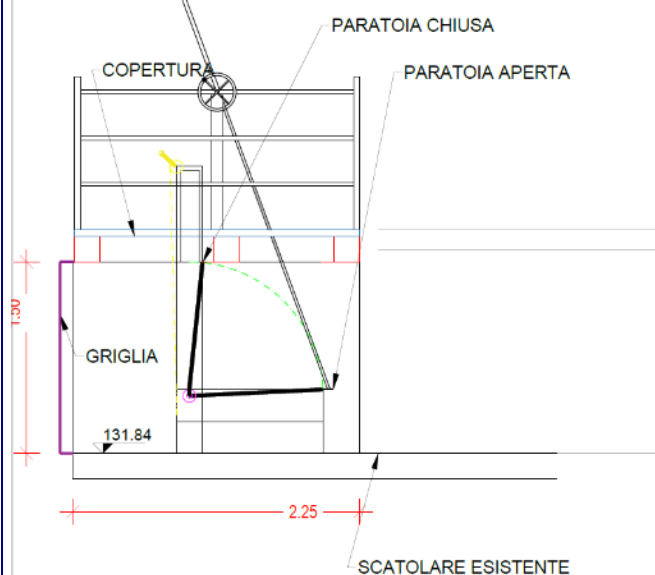 PARATOIA CHIUSA
COPERTURA
PARATOIA APERTA
1.50
GRIGLIA
131.84
2.25
SCATOLARE ESISTENTE